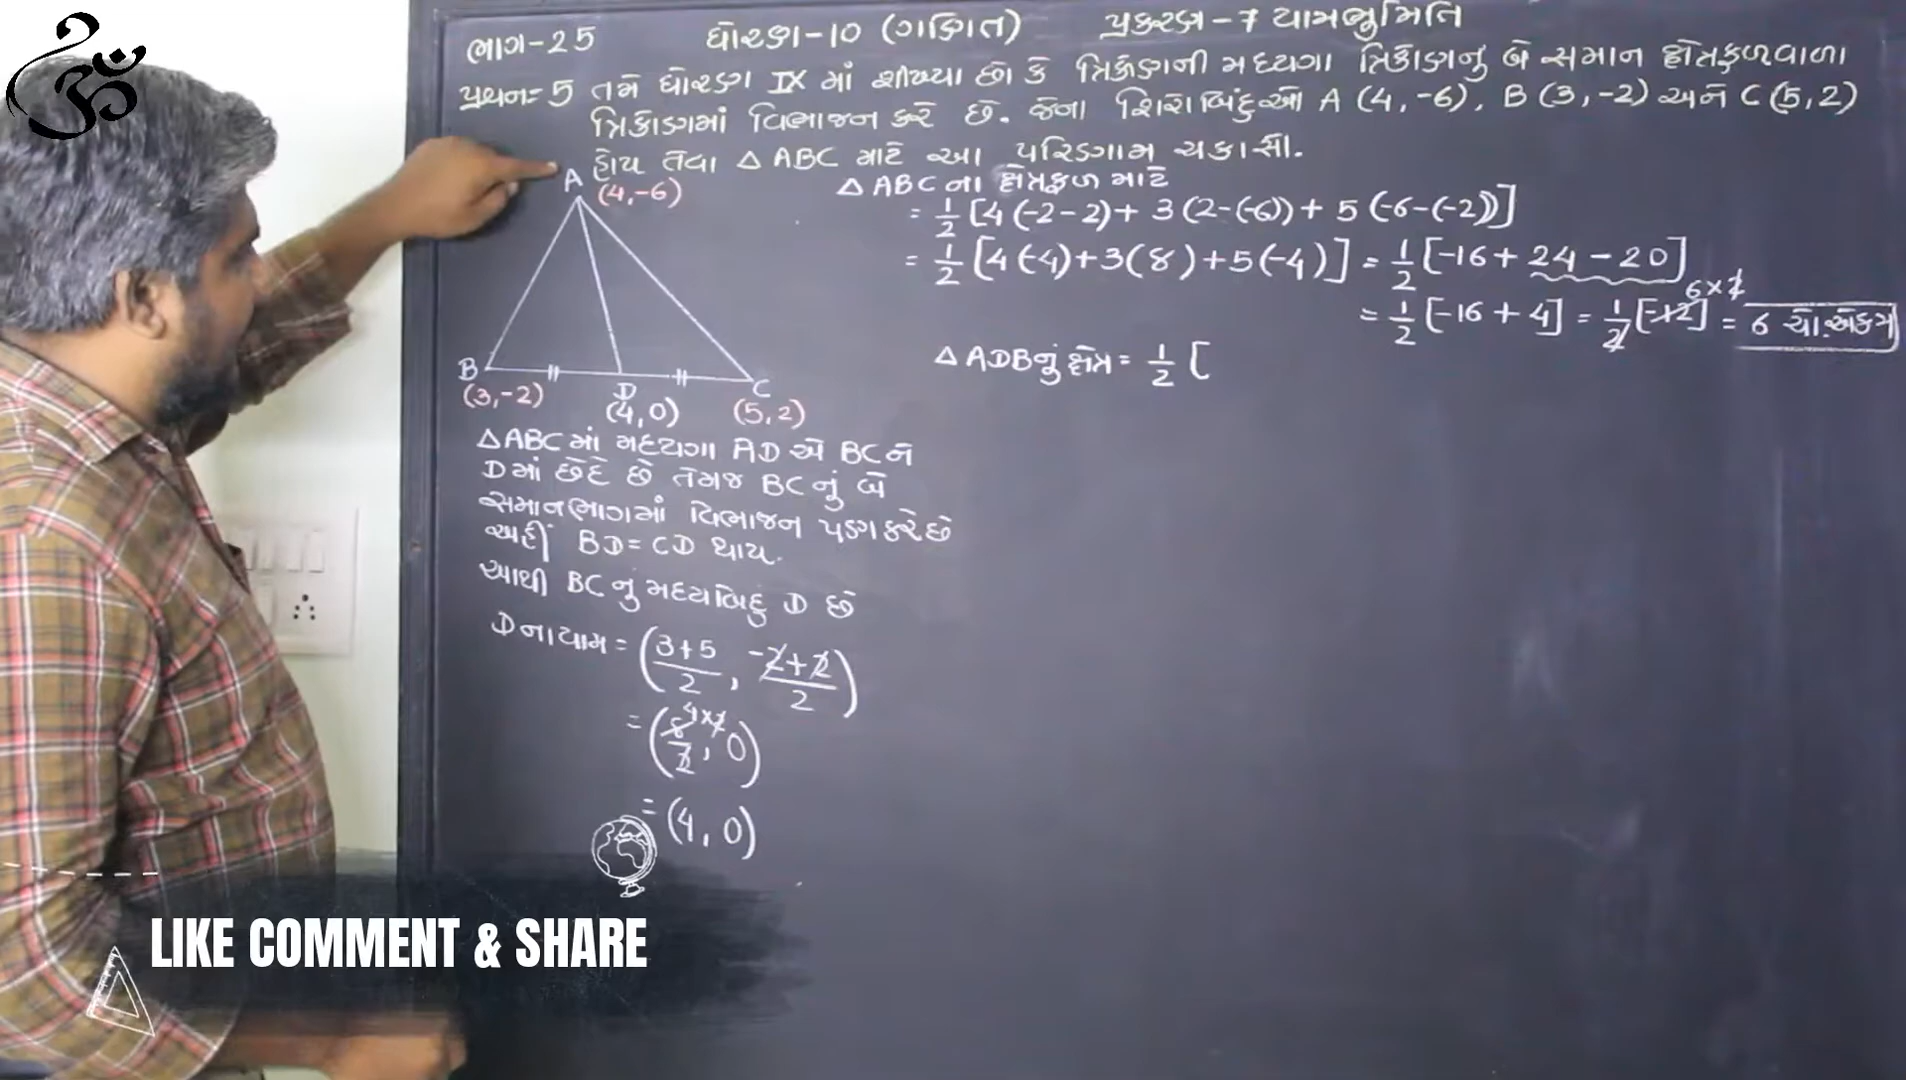 ૐ
ભાગ-25 ધોરણ-10 (ગણિત) પ્રકરણ-7 યામભૂમિતિ
પ્રશ્ન:5 તમે ધોરણ IX માં શીખ્યા છો કે ત્રિકોણની મધ્યગા ત્રિકોણનું બે સમાન ક્ષેત્રફળવાળા
ત્રિકોણમાં વિભાજન કરે છે. જેના શિરોબિંદુઓ A (4,-6), B (3,-2) અને C (5,2)
હોય તેવા △ ABC માટે આ પરિણામ ચકાસો.
A (4,-6)
B (3,-2)
D (4,0)
C (5,2)
△ABC માં મધ્યગા AD એ BC ને
D માં છેદે છે તેમજ BC નું બે
સમાન ભાગમાં વિભાજન પણ કરે છે
અહીં BD = CD થાય.
આથી BC નું મધ્યબિંદુ D છે
D ના યામ = (3+5/2, -2+2/2)
= (8/2, 0) 4×2
= (4, 0)
△ ABC ના ક્ષેત્રફળ માટે
= 1/2 [4 (-2-2) + 3 (2-(-6)) + 5 (-6-(-2))]
= 1/2 [4(-4)+3(8)+5(-4)] = 1/2 [-16+24-20]
= 1/2 [-16+4] = 1/2 [-12] 6×2 = 6 ચો.એકમ
△ ADB નું ક્ષેત્ર = 1/2 [
LIKE COMMENT & SHARE